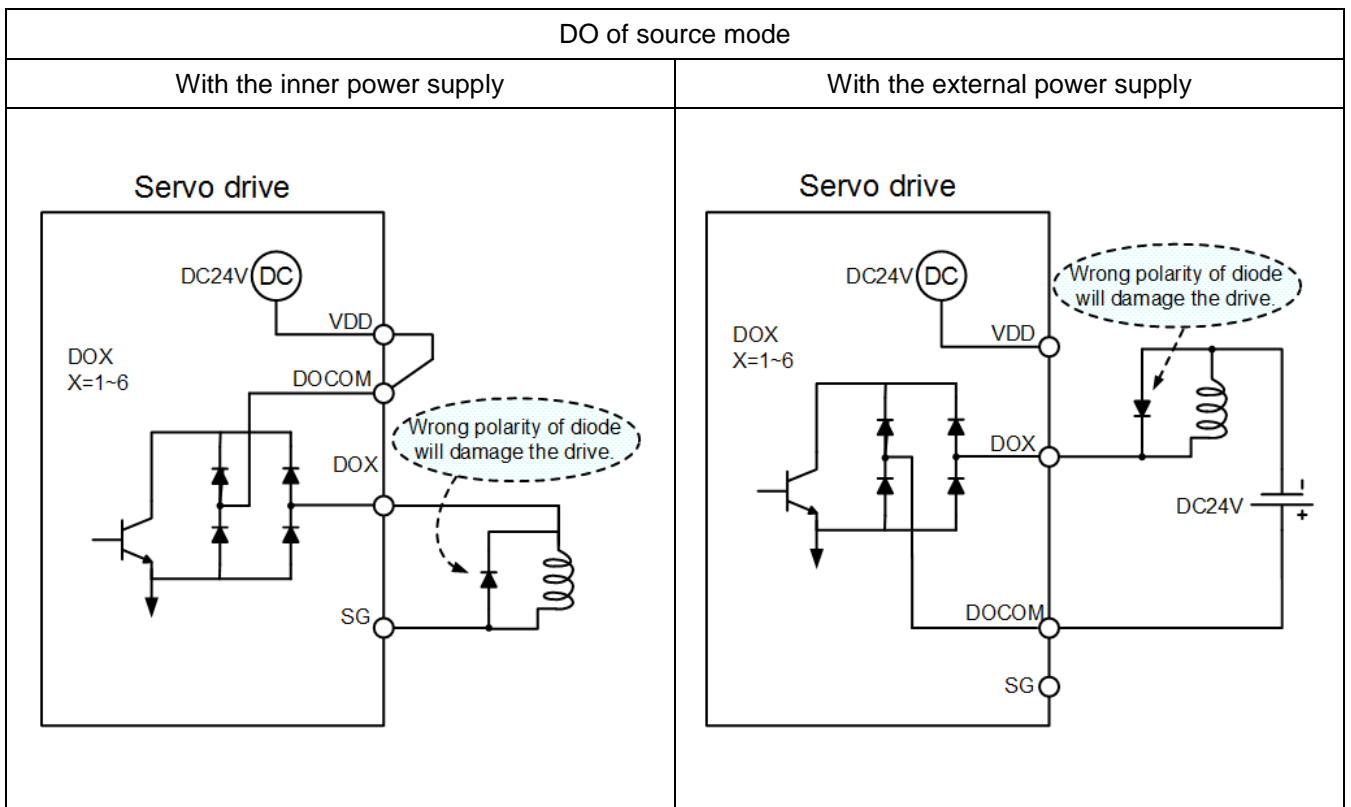 DO of source mode
With the inner power supply
With the external power supply
Servo drive
DC24V
DC
VDD
DOX
X=1~6
DOCOM
Wrong polarity of diode
will damage the drive.
DOX
SG
Servo drive
DC24V
DC
Wrong polarity of diode
will damage the drive.
VDD
DOX
X=1~6
DOX
DC24V
-
+
DOCOM
SG